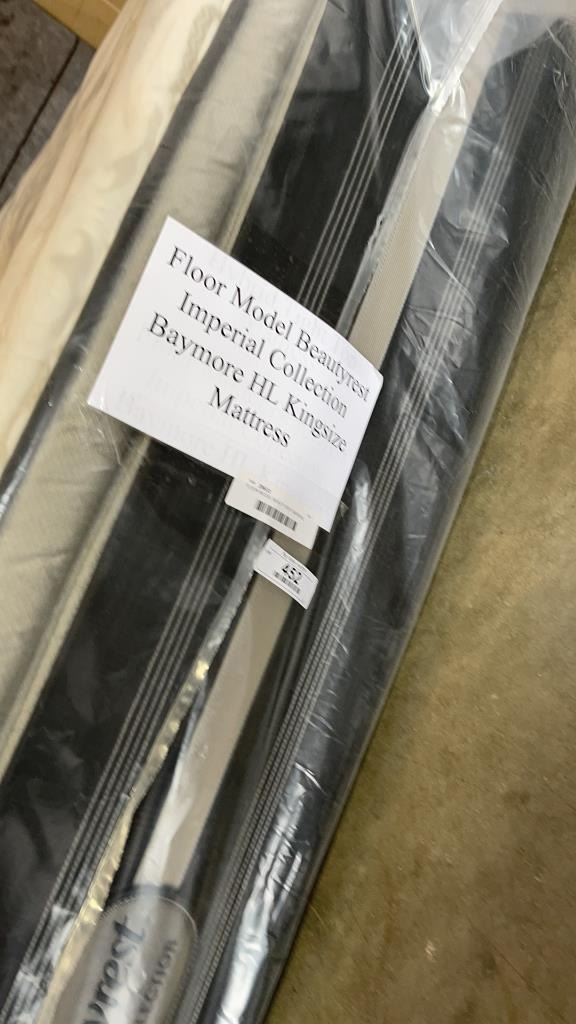 Floor Model Beautyrest
Imperial Collection
Baymore HL Kingsize
Mattress
452